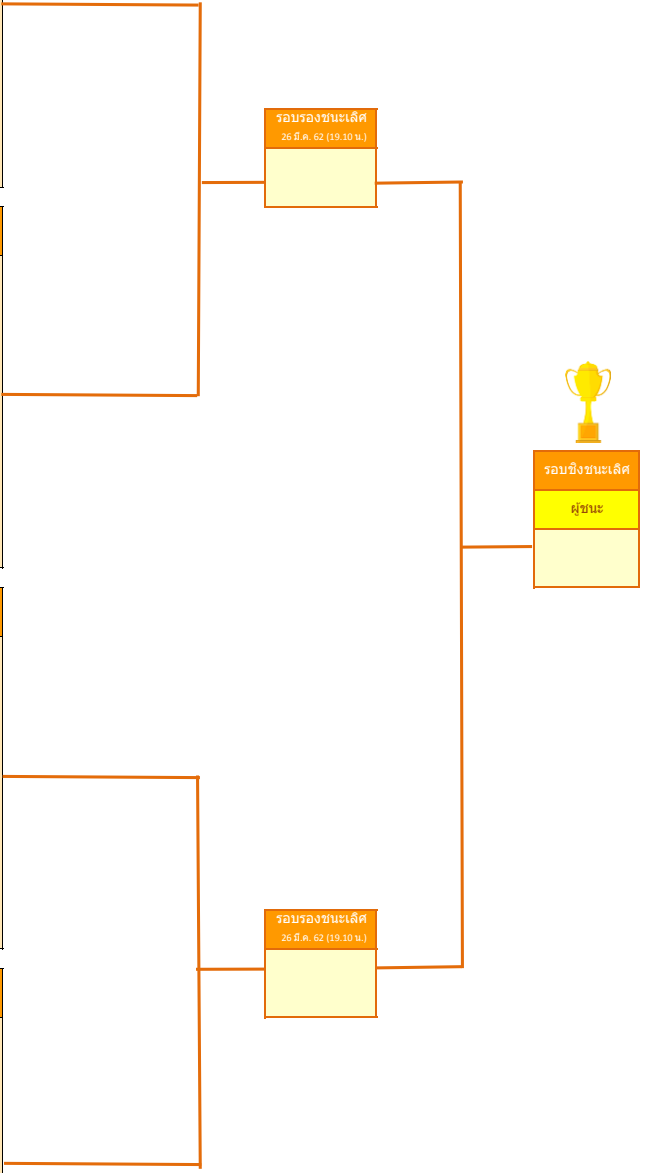 รอบรองชนะเลิศ
26 มี.ค. 62 (19.10 น.)
รอบชิงชนะเลิศ
ผู้ชนะ
รอบรองชนะเลิศ
26 มี.ค. 62 (19.10 น.)